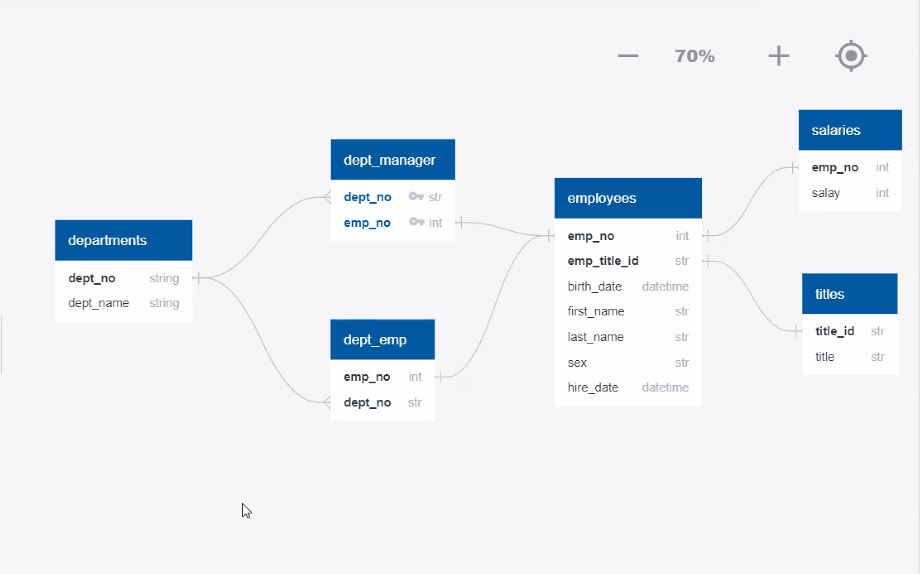 70%
departments
dept_no string
dept_name string
dept_manager
dept_no str
emp_no int
dept_emp
emp_no int
dept_no str
employees
emp_no int
emp_title_id str
birth_date datetime
first_name str
last_name str
sex str
hire_date datetime
salaries
emp_no int
salay int
titles
title_id str
title str